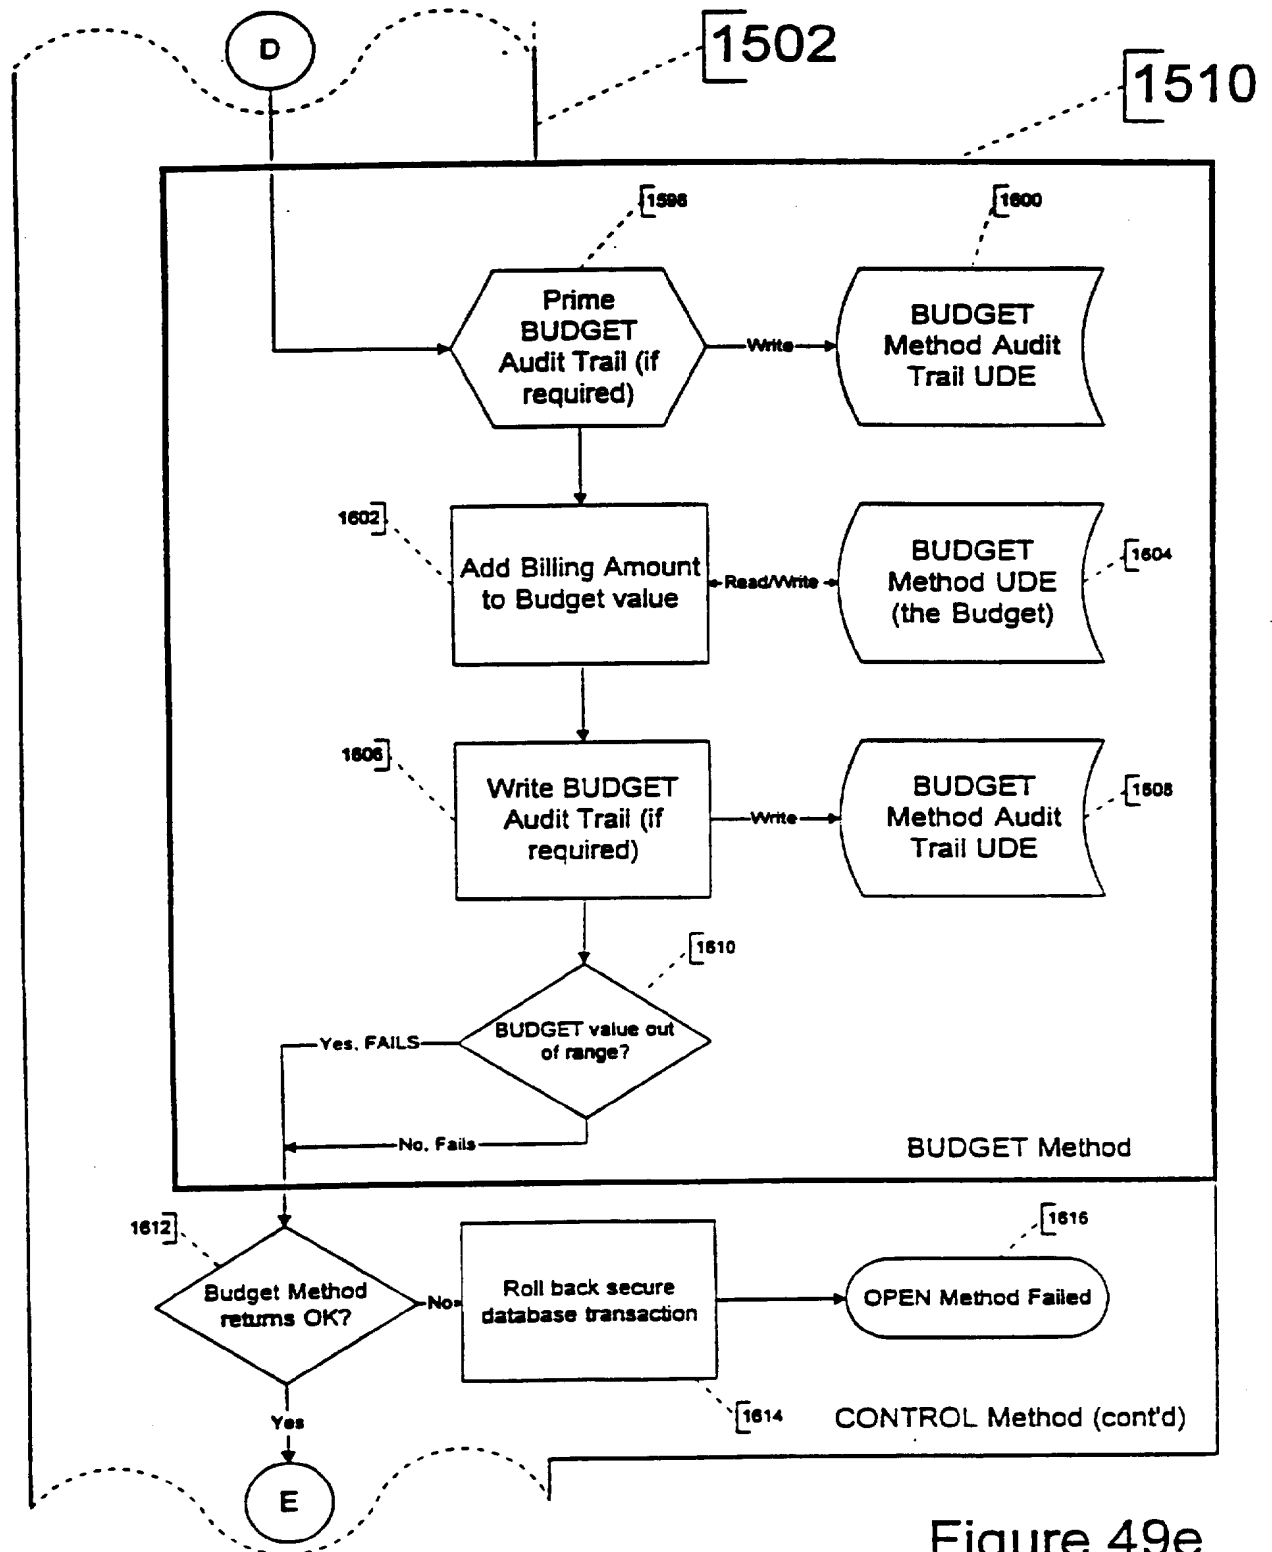 D
1502
1510
1598
1600
Prime
BUDGET
Audit Trail (if
required)
Write
BUDGET
Method Audit
Trail UDE
1602
Add Billing Amount
to Budget value
Read/Write
BUDGET
Method UDE
(the Budget)
1604
1606
Write BUDGET
Audit Trail (if
required)
Write
BUDGET
Method Audit
Trail UDE
1608
1610
BUDGET value out
of range?
Yes, FAILS
No, Fails
BUDGET Method
1612
Budget Method
returns OK?
No
Roll back secure
database transaction
1616
OPEN Method Failed
1614
CONTROL Method (cont'd)
Yes
E
Figure 49e